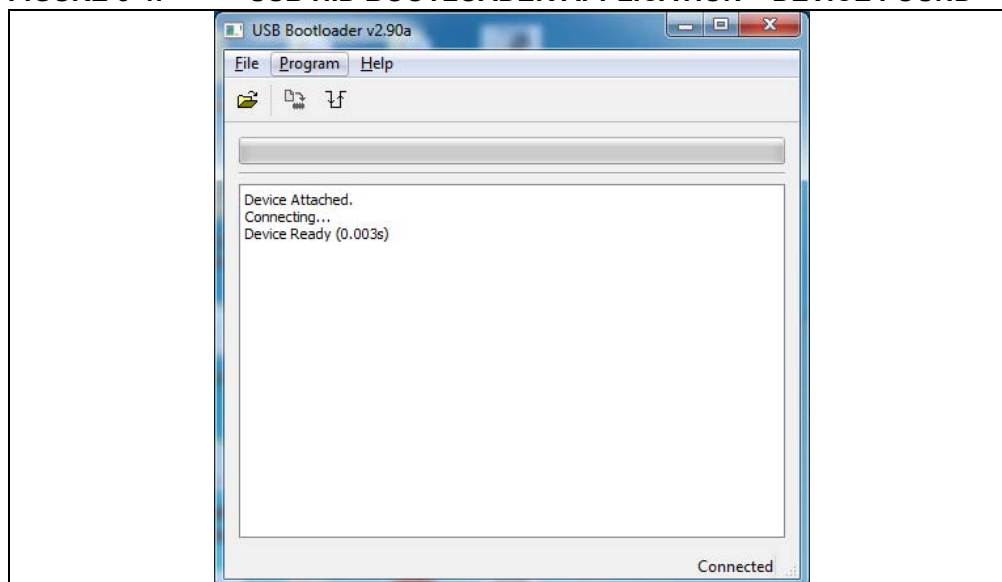 USB Bootloader v2.90a
File Program Help
Device Attached.
Connecting...
Device Ready (0.003s)
Connected